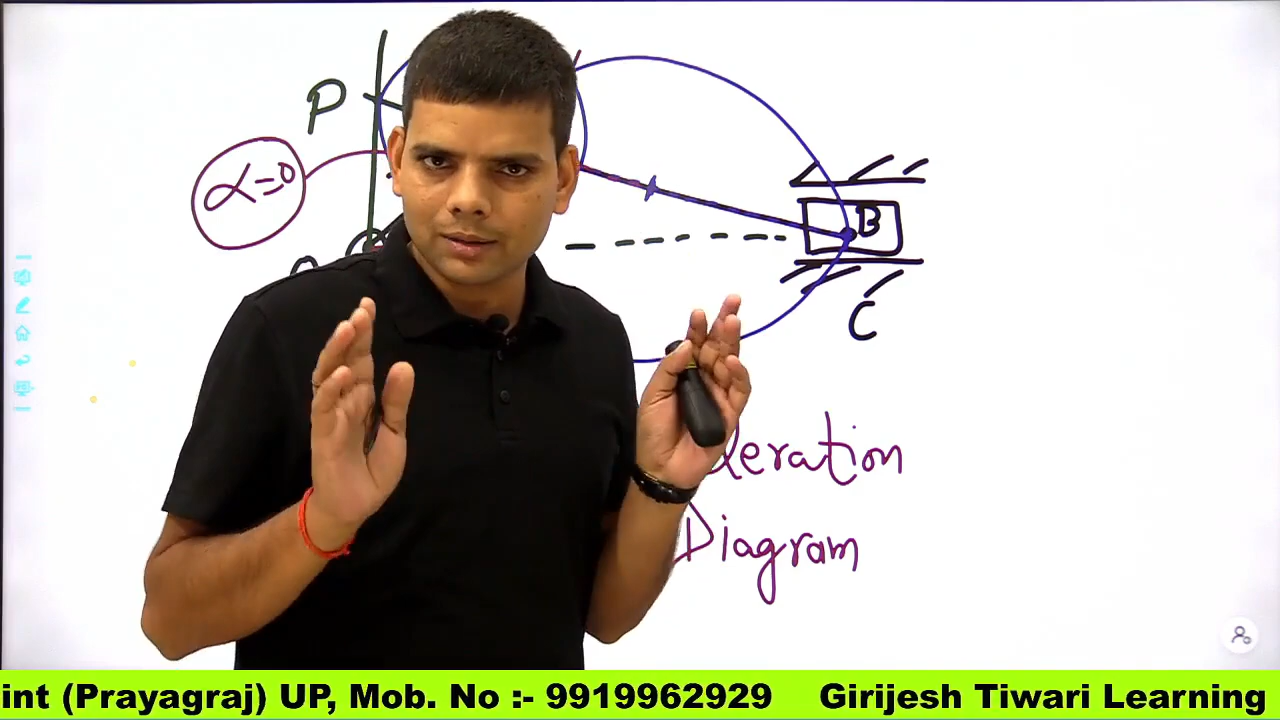 P
α=0
B
C
leration
Diagram
int (Prayagraj) UP, Mob. No :- 9919962929 Girijesh Tiwari Learning